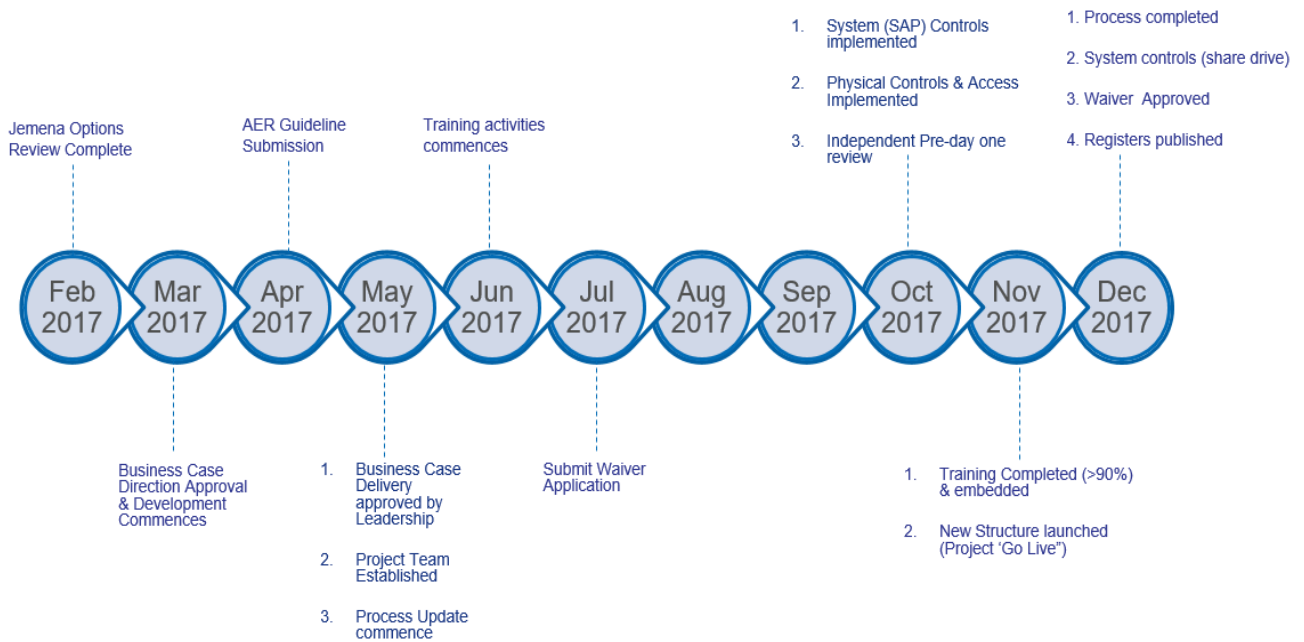 Jemena Options
Review Complete
AER Guideline
Submission
Training activities
commences
1. System (SAP) Controls
implemented
2. Physical Controls & Access
Implemented
3. Independent Pre-day one
review
1. Process completed
2. System controls (share drive)
3. Waiver Approved
4. Registers published
Feb
2017
Mar
2017
Apr
2017
May
2017
Jun
2017
Jul
2017
Aug
2017
Sep
2017
Oct
2017
Nov
2017
Dec
2017
Business Case
Direction Approval
& Development
Commences
1. Business Case
Delivery
approved by
Leadership
2. Project Team
Established
3. Process Update
commence
Submit Waiver
Application
1. Training Completed (>90%)
& embedded
2. New Structure launched
(Project ‘Go Live”)